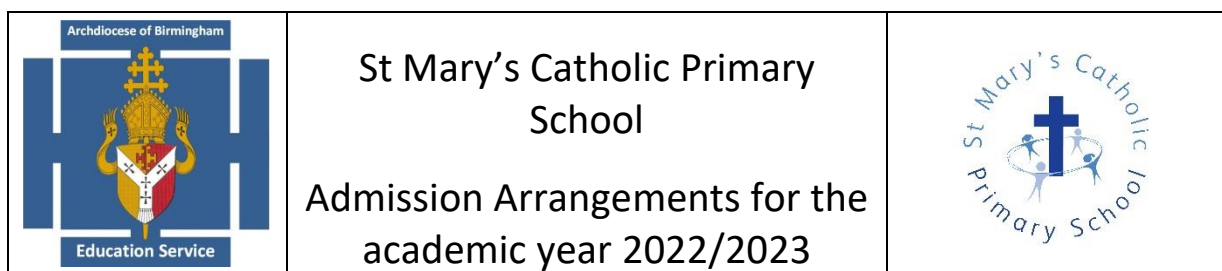 Archdiocese of Birmingham
Education Service
St Mary’s Catholic Primary
School
Admission Arrangements for the
academic year 2022/2023
St Mary's Catholic
Primary School